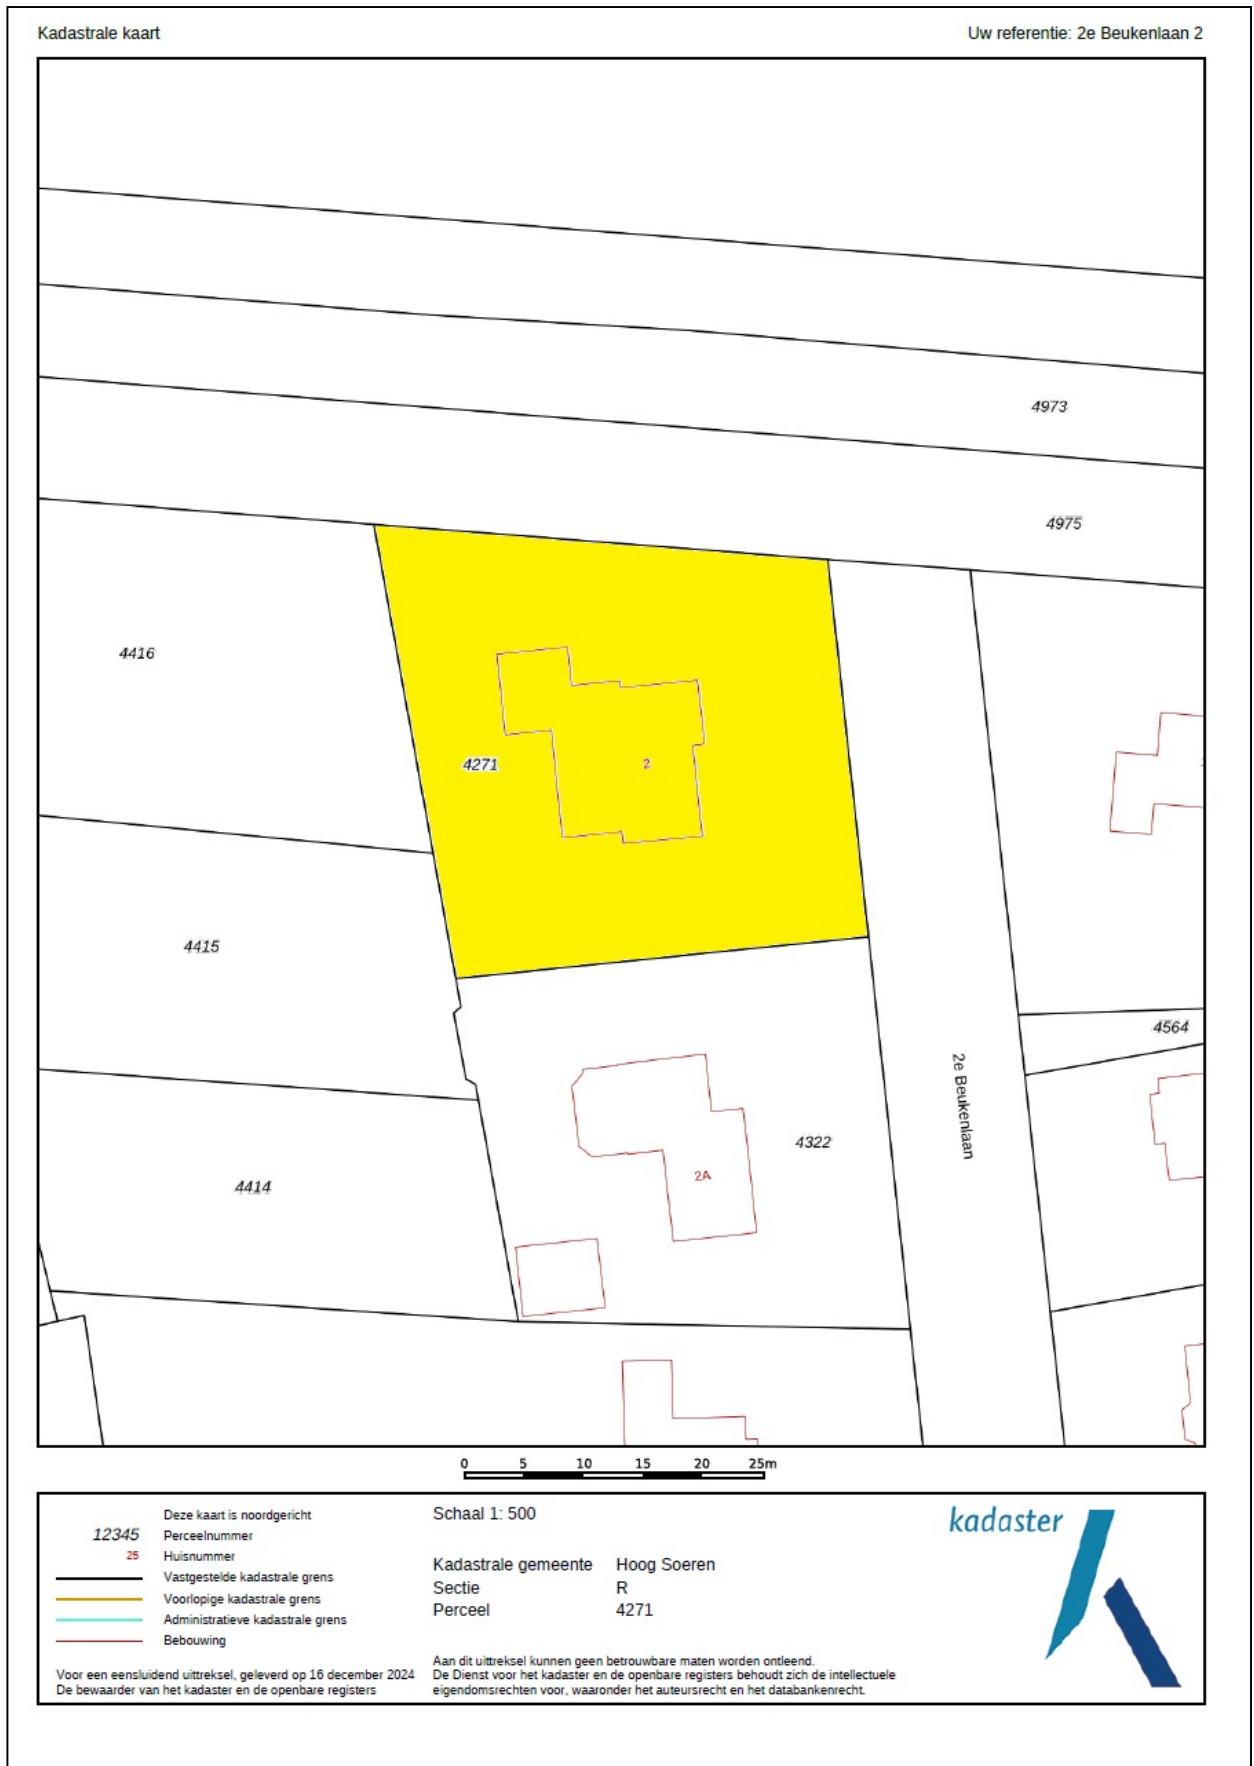 Kadastrale kaart
Uw referentie: 2e Beukenlaan 2
4973
4975
4416
4271
2
4415
4564
2e Beukenlaan
4322
2A
4414
0 5 10 15 20 25m
Deze kaart is noordgericht
12345 Perceelnummer
25 Huisnummer
Vastgestelde kadastrale grens
Voorlopige kadastrale grens
Administratieve kadastrale grens
Bebouwing
Voor een eensluidend uittreksel, geleverd op 16 december 2024
De bewaarder van het kadaster en de openbare registers
Schaal 1: 500
Kadastrale gemeente Hoog Soeren
Sectie R
Perceel 4271
Aan dit uittreksel kunnen geen betrouwbare maten worden ontleend.
De Dienst voor het kadaster en de openbare registers behoudt zich de intellectuele
eigendomsrechten voor, waaronder het auteursrecht en het databankenrecht.
kadaster